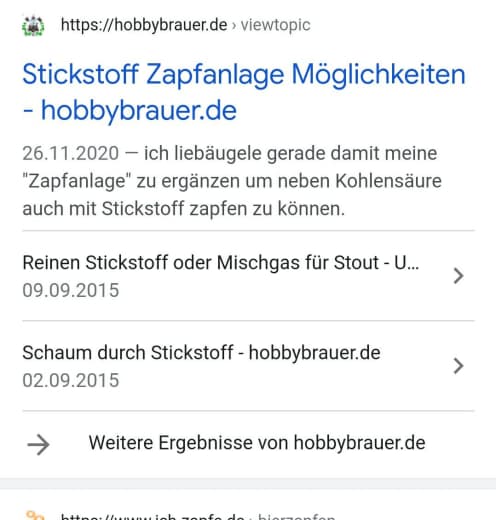 https://hobbybrauer.de › viewtopic
Stickstoff Zapfanlage Möglichkeiten
- hobbybrauer.de
26.11.2020 — ich liebäugele gerade damit meine
"Zapfanlage" zu ergänzen um neben Kohlensäure
auch mit Stickstoff zapfen zu können.
Reinen Stickstoff oder Mischgas für Stout - U...
09.09.2015
Schaum durch Stickstoff - hobbybrauer.de
02.09.2015
Weitere Ergebnisse von hobbybrauer.de
https://www.ich-zapfe.de › bierzapfen